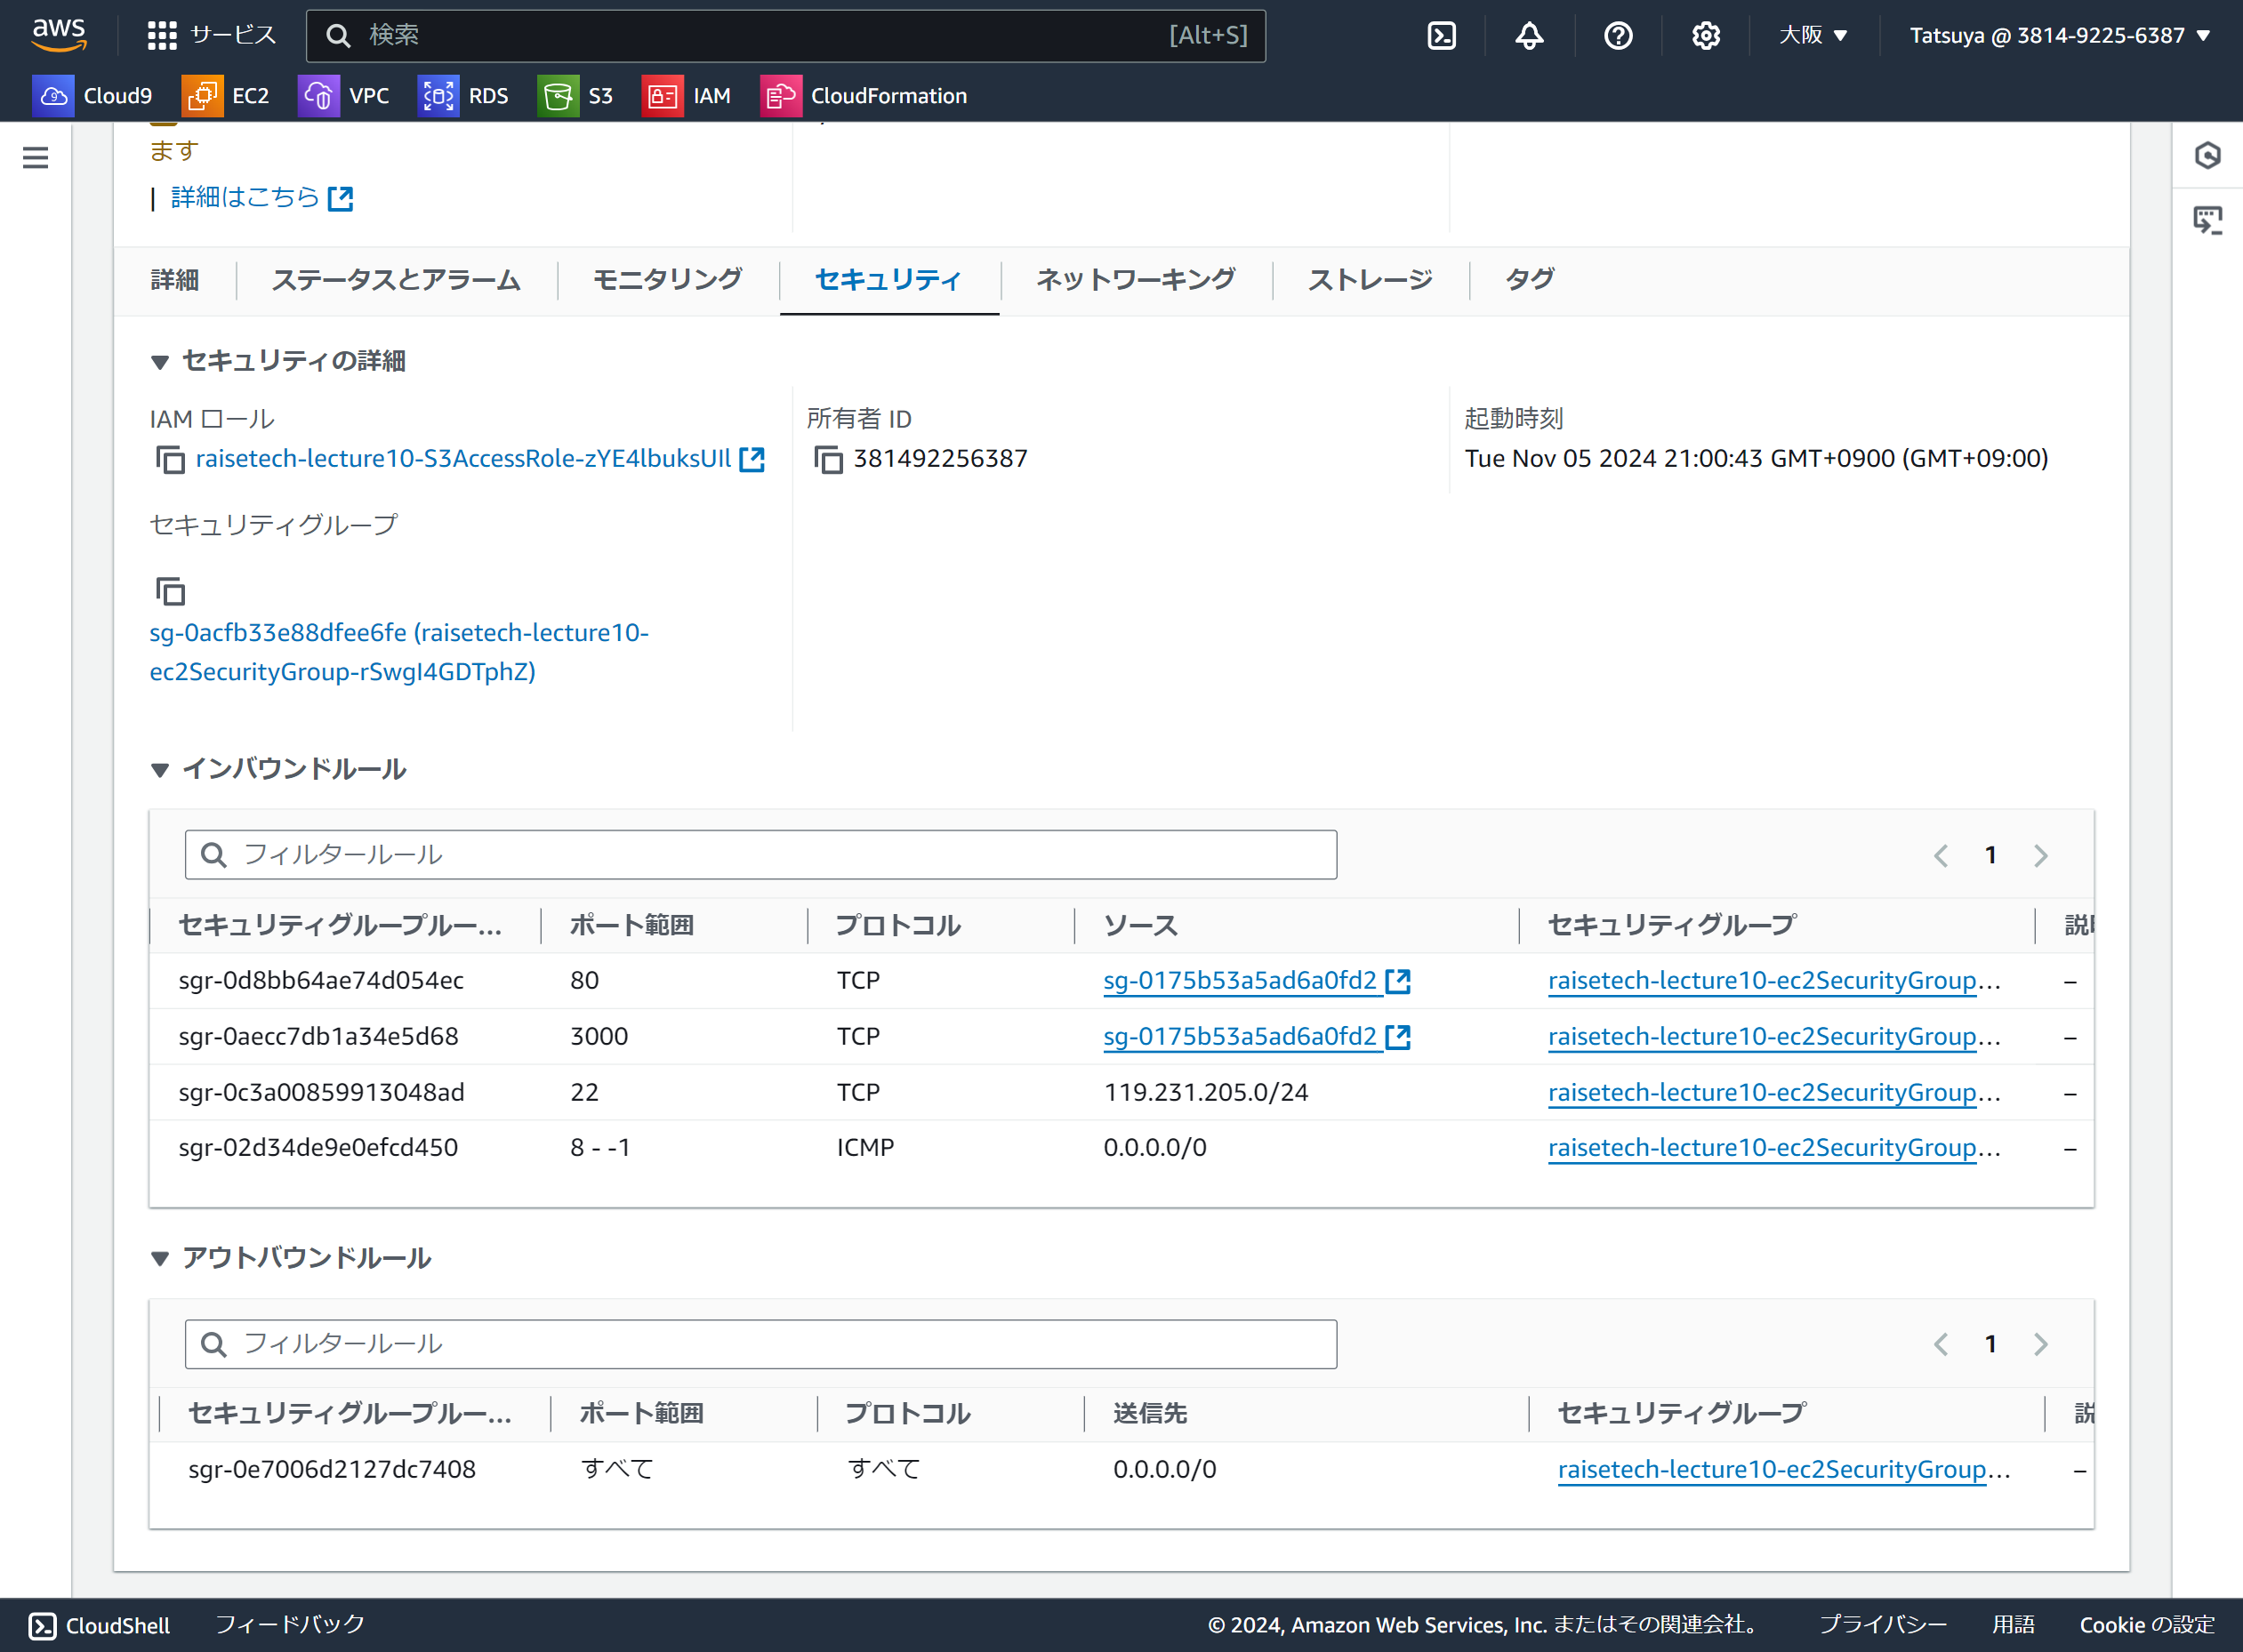 aws サービス 検索 [Alt+S] 大阪 ▼ Tatsuya @ 3814-9225-6387 ▼
Cloud9 EC2 VPC RDS S3 IAM CloudFormation
ます
| 詳細はこちら
詳細 ステータスとアラーム モニタリング セキュリティ ネットワーキング ストレージ タグ
▼ セキュリティの詳細
IAM ロール 所有者 ID 起動時刻
raisetech-lecture10-S3AccessRole-zYE4lbuksUIl 381492256387 Tue Nov 05 2024 21:00:43 GMT+0900 (GMT+09:00)
セキュリティグループ
sg-0acfb33e88dfee6fe (raisetech-lecture10-
ec2SecurityGroup-rSwgI4GDTphZ)
▼ インバウンドルール
フィルタールール 1
セキュリティグループルー... ポート範囲 プロトコル ソース セキュリティグループ 説
sgr-0d8bb64ae74d054ec 80 TCP sg-0175b53a5ad6a0fd2 raisetech-lecture10-ec2SecurityGroup... –
sgr-0aecc7db1a34e5d68 3000 TCP sg-0175b53a5ad6a0fd2 raisetech-lecture10-ec2SecurityGroup... –
sgr-0c3a00859913048ad 22 TCP 119.231.205.0/24 raisetech-lecture10-ec2SecurityGroup... –
sgr-02d34de9e0efcd450 8 - -1 ICMP 0.0.0.0/0 raisetech-lecture10-ec2SecurityGroup... –
▼ アウトバウンドルール
フィルタールール 1
セキュリティグループルー... ポート範囲 プロトコル 送信先 セキュリティグループ 説
sgr-0e7006d2127dc7408 すべて すべて 0.0.0.0/0 raisetech-lecture10-ec2SecurityGroup... –
CloudShell フィードバック © 2024, Amazon Web Services, Inc. またはその関連会社。 プライバシー 用語 Cookie の設定